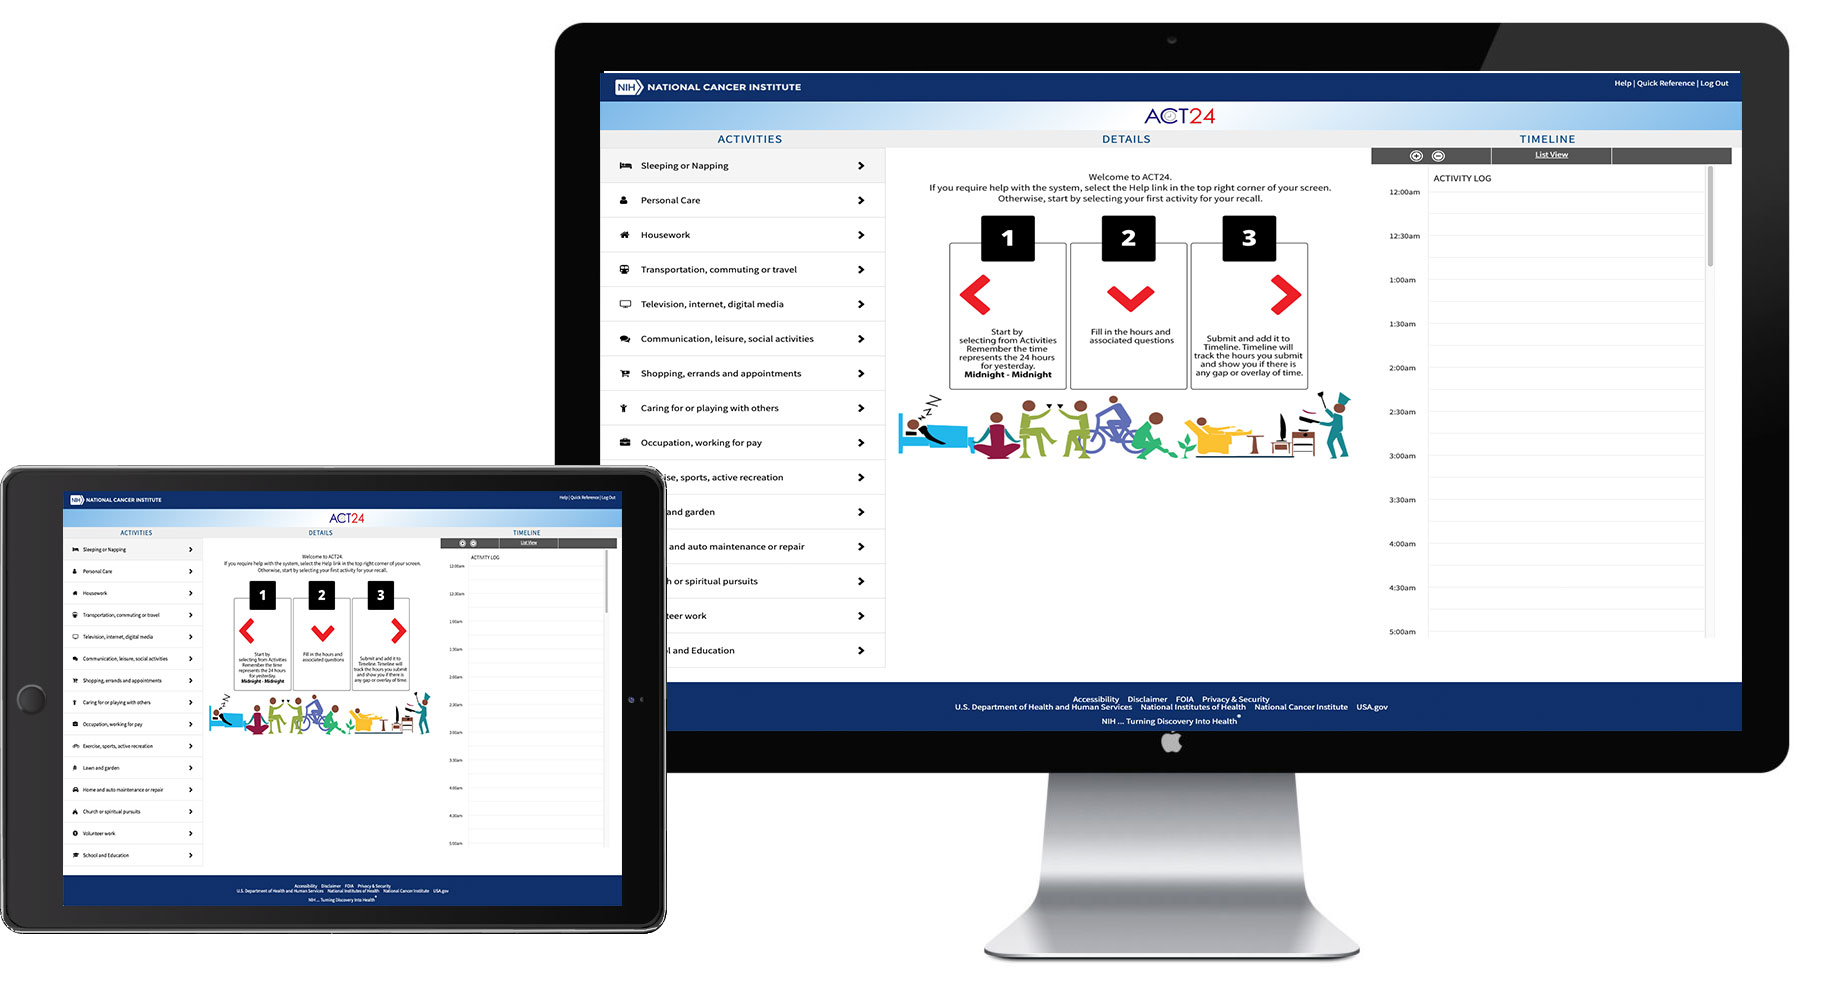 NIH NATIONAL CANCER INSTITUTE
Help | Quick Reference | Log Out
ACT24
ACTIVITIES
DETAILS
TIMELINE
Sleeping or Napping
Personal Care
Housework
Transportation, commuting or travel
Television, internet, digital media
Communication, leisure, social activities
Shopping, errands and appointments
Caring for or playing with others
Occupation, working for pay
ise, sports, active recreation
and garden
and auto maintenance or repair
h or spiritual pursuits
teer work
l and Education
Welcome to ACT24.
If you require help with the system, select the Help link in the top right corner of your screen.
Otherwise, start by selecting your first activity for your recall.
1
Start by
selecting from Activities
Remember the time
represents the 24 hours
for yesterday.
Midnight - Midnight
2
Fill in the hours and
associated questions
3
Submit and add it to
Timeline. Timeline will
track the hours you submit
and show you if there is
any gap or overlay of time.
Z Z Z Z
List View
ACTIVITY LOG
12:00am
12:30am
1:00am
1:30am
2:00am
2:30am
3:00am
3:30am
4:00am
4:30am
5:00am
Accessibility Disclaimer FOIA Privacy & Security
U.S. Department of Health and Human Services National Institutes of Health National Cancer Institute USA.gov
NIH ... Turning Discovery Into Health®
NIH NATIONAL CANCER INSTITUTE
Help | Quick Reference | Log Out
ACT24
ACTIVITIES
DETAILS
TIMELINE
Sleeping or Napping
Personal Care
Housework
Transportation, commuting or travel
Television, internet, digital media
Communication, leisure, social activities
Shopping, errands and appointments
Caring for or playing with others
Occupation, working for pay
Exercise, sports, active recreation
Lawn and garden
Home and auto maintenance or repair
Church or spiritual pursuits
Volunteer work
School and Education
Welcome to ACT24.
If you require help with the system, select the Help link in the top right corner of your screen.
Otherwise, start by selecting your first activity for your recall.
1
Start by
selecting from Activities
Remember the time
represents the 24 hours
for yesterday.
Midnight - Midnight
2
Fill in the hours and
associated questions
3
Submit and add it to
Timeline. Timeline will
track the hours you submit
and show you if there is
any gap or overlay of time.
Z Z Z Z
List View
ACTIVITY LOG
12:00am
12:30am
1:00am
1:30am
2:00am
2:30am
3:00am
3:30am
4:00am
4:30am
5:00am
Accessibility Disclaimer FOIA Privacy & Security
U.S. Department of Health and Human Services National Institutes of Health National Cancer Institute USA.gov
NIH ... Turning Discovery Into Health®